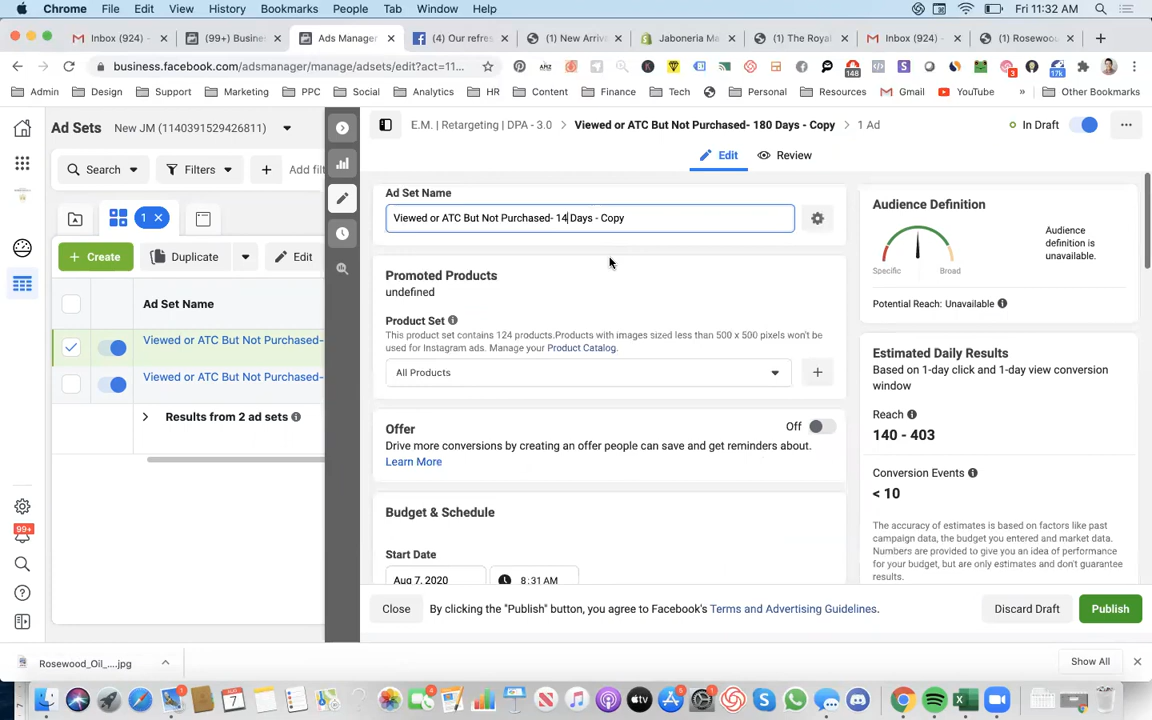 Chrome File Edit View History Bookmarks People Tab Window Help Fri 11:32 AM
Inbox (924) – × (99+) Busine × Ads Manager × (4) Our refres × (1) New Arriva × Jaboneria Ma × (1) The Royal × Inbox (924) – × (1) Rosewoo × +
business.facebook.com/adsmanager/manage/adsets/edit?act=11...
148 3 17k
Admin Design Support Marketing PPC Social Analytics HR Content Finance Tech Personal Resources Gmail YouTube » Other Bookmarks
Ad Sets New JM (1140391529426811)
E.M. | Retargeting | DPA - 3.0 > Viewed or ATC But Not Purchased- 180 Days - Copy > 1 Ad In Draft
Edit Review
Search Filters + Add filt
1 ×
+ Create Duplicate Edit
Ad Set Name
Viewed or ATC But Not Purchased-
Viewed or ATC But Not Purchased-
Results from 2 ad sets
99+
Ad Set Name
Viewed or ATC But Not Purchased- 14 Days - Copy
Promoted Products
undefined
Product Set
This product set contains 124 products.Products with images sized less than 500 x 500 pixels won't be
used for Instagram ads. Manage your Product Catalog.
All Products
Offer Off
Drive more conversions by creating an offer people can save and get reminders about.
Learn More
Budget & Schedule
Start Date
Aug 7, 2020 8:31 AM
Audience Definition
Audience
definition is
unavailable.
Specific Broad
Potential Reach: Unavailable
Estimated Daily Results
Based on 1-day click and 1-day view conversion
window
Reach
140 - 403
Conversion Events
< 10
The accuracy of estimates is based on factors like past
campaign data, the budget you entered and market data.
Numbers are provided to give you an idea of performance
for your budget, but are only estimates and don't guarantee
results.
Close By clicking the "Publish" button, you agree to Facebook's Terms and Advertising Guidelines. Discard Draft Publish
Rosewood_Oil_....jpg Show All